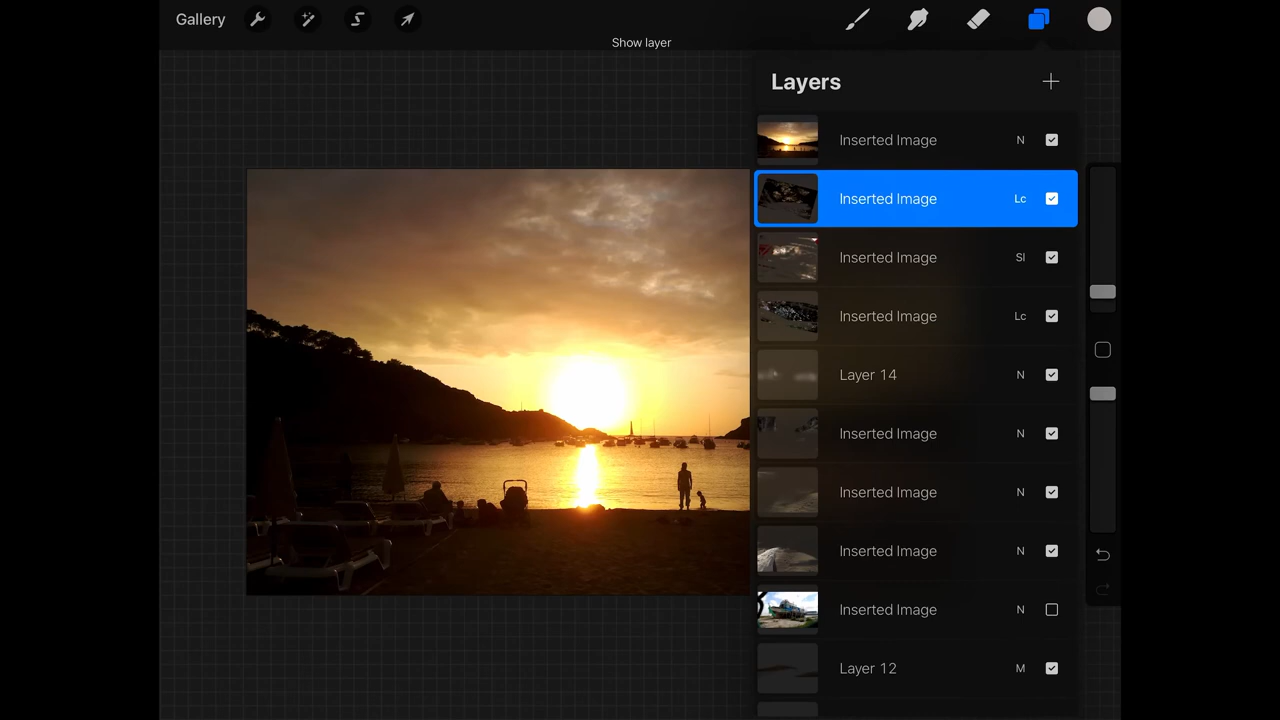 Gallery
Show layer
Layers
Inserted Image N
Inserted Image Lc
Inserted Image Sl
Inserted Image Lc
Layer 14 N
Inserted Image N
Inserted Image N
Inserted Image N
Inserted Image N
Layer 12 M